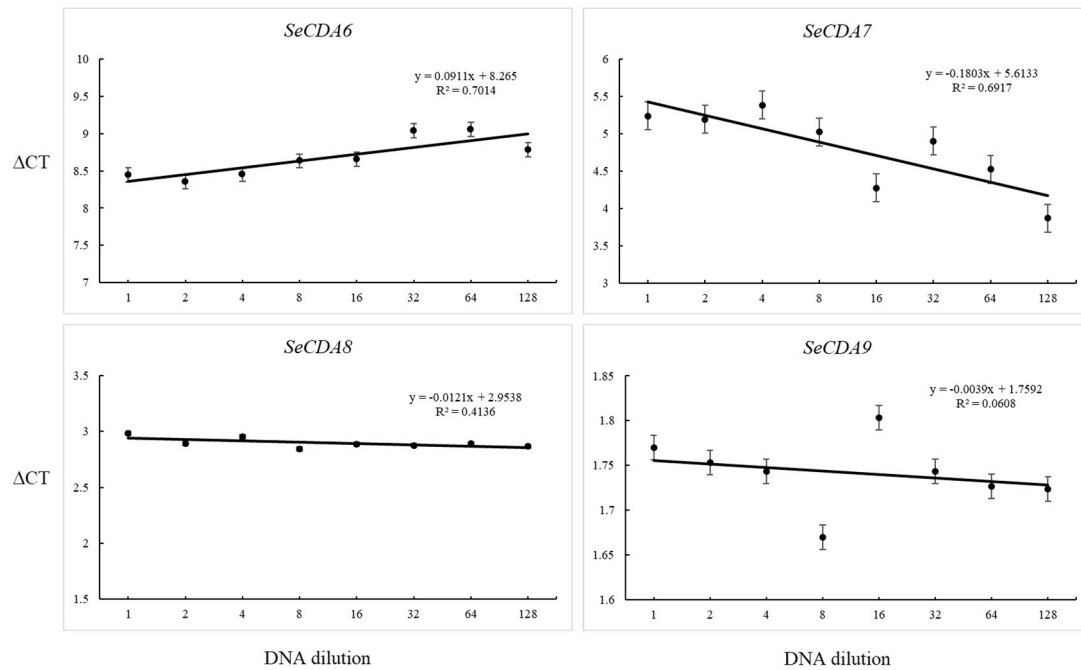 SeCDA6
y = 0.0911x + 8.265
R² = 0.7014
ΔCT
10
9.5
9
8.5
8
7.5
7
1 2 4 8 16 32 64 128
SeCDA7
y = -0.1803x + 5.6133
R² = 0.6917
6
5.5
5
4.5
4
3.5
3
1 2 4 8 16 32 64 128
SeCDA8
y = -0.0121x + 2.9538
R² = 0.4136
ΔCT
3.5
3
2.5
2
1.5
1 2 4 8 16 32 64 128
SeCDA9
y = -0.0039x + 1.7592
R² = 0.0608
1.85
1.8
1.75
1.7
1.65
1.6
1 2 4 8 16 32 64 128
DNA dilution
DNA dilution